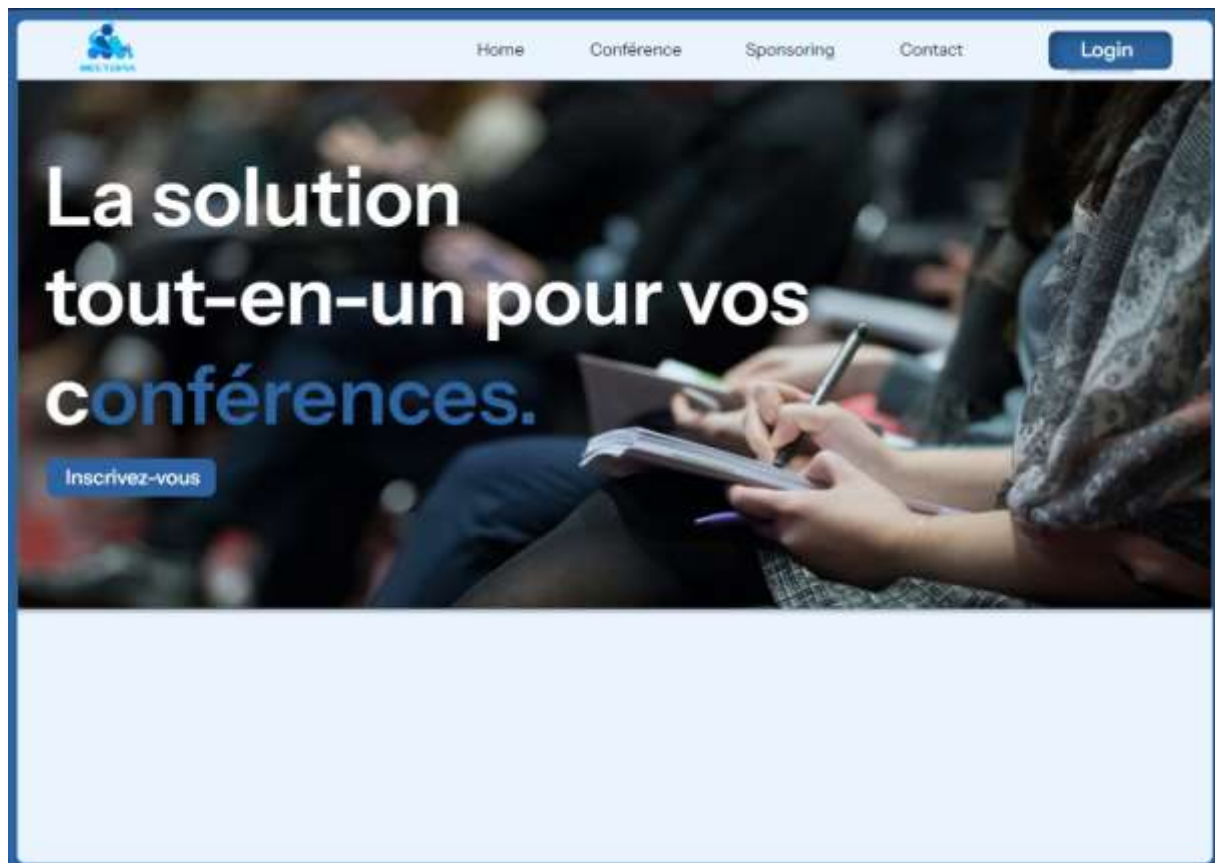 Home Conférence Sponsoring Contact Login
La solution
tout-en-un pour vos
conférences.
Inscrivez-vous